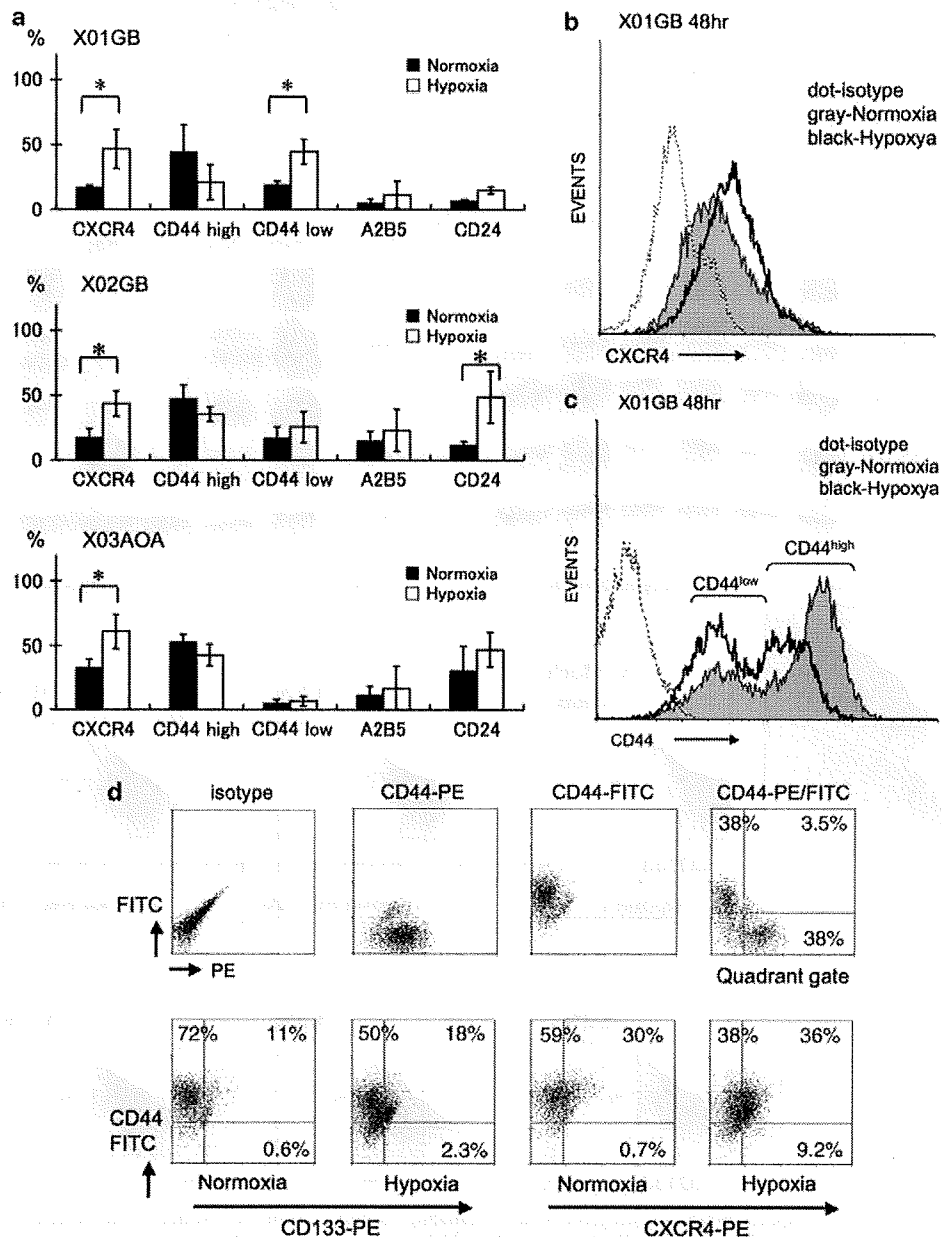 a
% X01GB
Normoxia
Hypoxia
100
50
0
* *
CXCR4 CD44 high CD44 low A2B5 CD24
% X02GB
Normoxia
Hypoxia
100
50
0
* *
CXCR4 CD44 high CD44 low A2B5 CD24
% X03AOA
Normoxia
Hypoxia
100
50
0
*
CXCR4 CD44 high CD44 low A2B5 CD24
b X01GB 48hr
dot-isotype
gray-Normoxia
black-Hypoxya
EVENTS
CXCR4
c X01GB 48hr
dot-isotype
gray-Normoxia
black-Hypoxya
EVENTS
CD44low
CD44high
CD44
d
isotype CD44-PE CD44-FITC CD44-PE/FITC
38% 3.5%
38%
FITC
PE
Quadrant gate
72% 11% 50% 18% 59% 30% 38% 36%
CD44
FITC
0.6% 2.3% 0.7% 9.2%
Normoxia Hypoxia Normoxia Hypoxia
CD133-PE CXCR4-PE